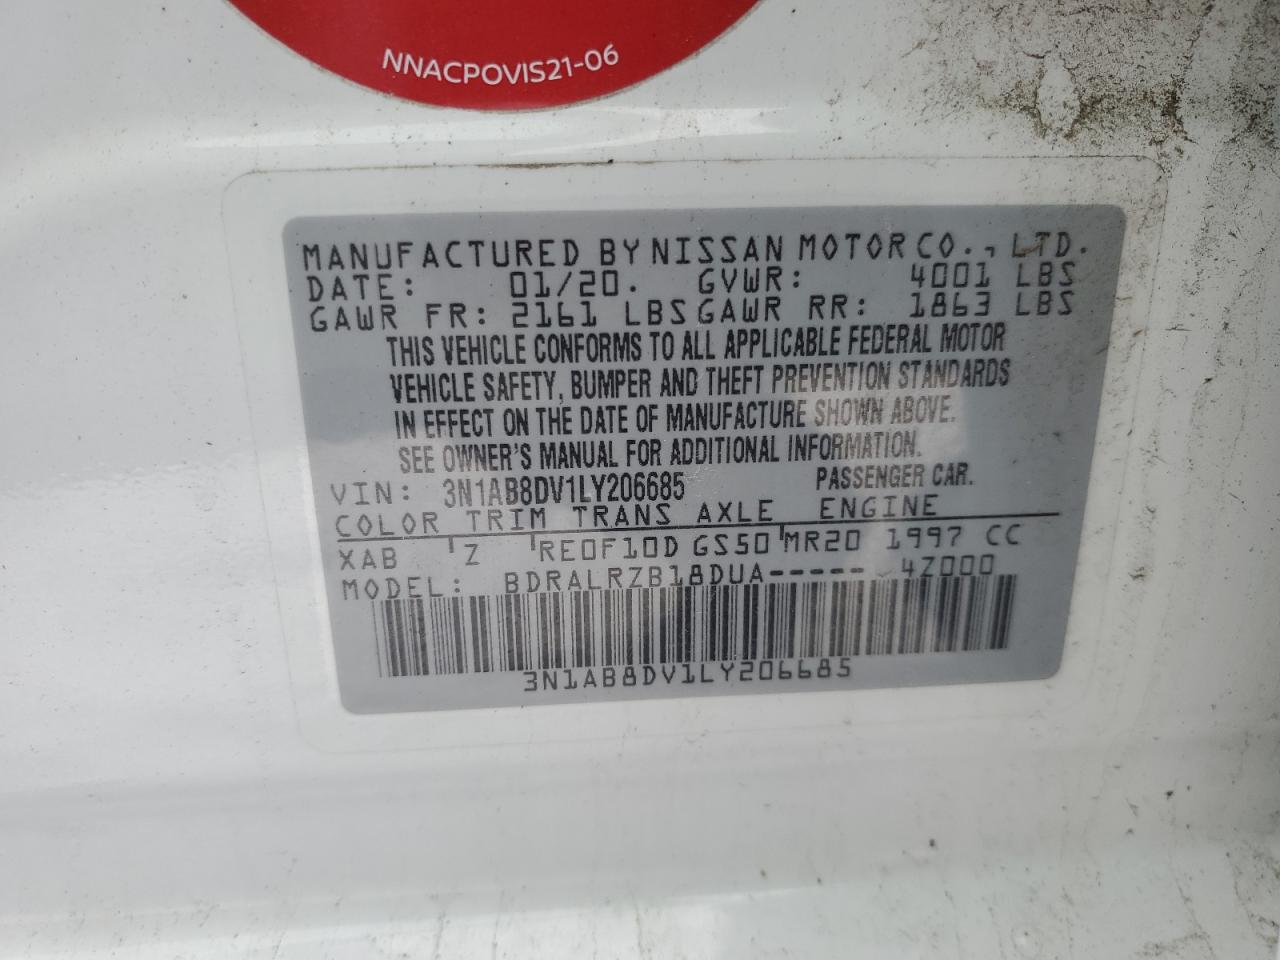 NNACPOVIS21-06
MANUFACTURED BY NISSAN MOTOR CO., LTD.
DATE: 01/20. GVWR: 4001 LBS
GAWR FR: 2161 LBS GAWR RR: 1863 LBS
THIS VEHICLE CONFORMS TO ALL APPLICABLE FEDERAL MOTOR
VEHICLE SAFETY, BUMPER AND THEFT PREVENTION STANDARDS
IN EFFECT ON THE DATE OF MANUFACTURE SHOWN ABOVE.
SEE OWNER'S MANUAL FOR ADDITIONAL INFORMATION.
VIN: 3N1AB8DV1LY206685 PASSENGER CAR.
COLOR TRIM TRANS AXLE ENGINE
XAB Z RE0F10D GS50 MR20 1997 CC
MODEL: BDRALRZB18DUA----- 4Z000
3N1AB8DV1LY206685